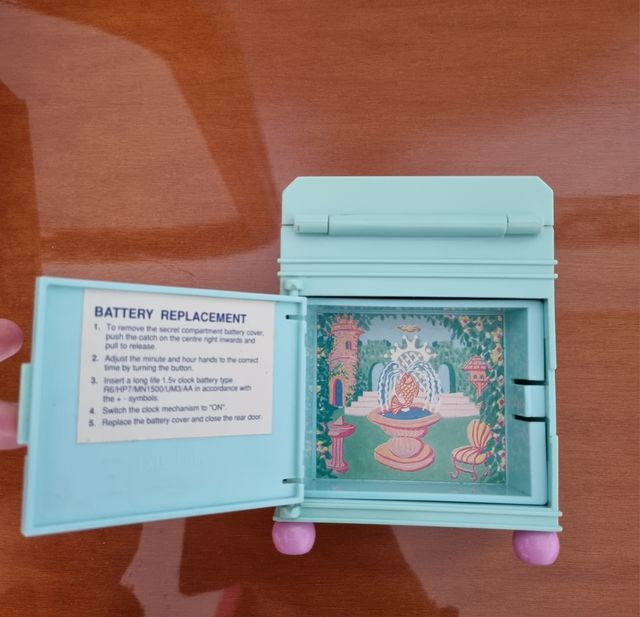 BATTERY REPLACEMENT
1. To remove the secret compartment battery cover,
push the catch on the centre right inwards and
pull to release.
2. Adjust the minute and hour hands to the correct
time by turning the button.
3. Insert a long life 1.5v clock battery type
R6/HP7/MN1500/UM3/AA in accordance with
the + - symbols.
4. Switch the clock mechanism to "ON".
5. Replace the battery cover and close the rear door.